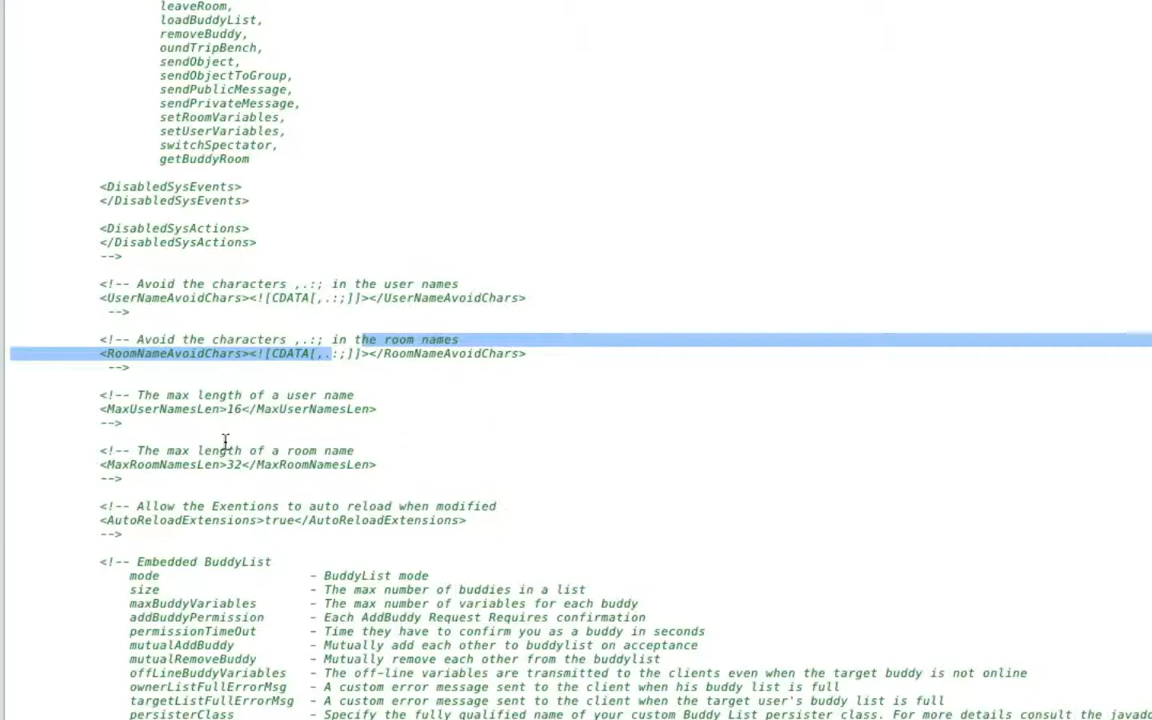 leaveRoom,
loadBuddyList,
removeBuddy,
oundTripBench,
sendObject,
sendObjectToGroup,
sendPublicMessage,
sendPrivateMessage,
setRoomVariables,
setUserVariables,
switchSpectator,
getBuddyRoom
<DisabledSysEvents>
</DisabledSysEvents>
<DisabledSysActions>
</DisabledSysActions>
-->
<!-- Avoid the characters ,.:; in the user names
<UserNameAvoidChars><![CDATA[,.:;]]></UserNameAvoidChars>
-->
<!-- Avoid the characters ,.:; in the room names
<RoomNameAvoidChars><![CDATA[,.:;]]></RoomNameAvoidChars>
-->
<!-- The max length of a user name
<MaxUserNamesLen>16</MaxUserNamesLen>
-->
<!-- The max length of a room name
<MaxRoomNamesLen>32</MaxRoomNamesLen>
-->
<!-- Allow the Exentions to auto reload when modified
<AutoReloadExtensions>true</AutoReloadExtensions>
-->
<!-- Embedded BuddyList
mode - BuddyList mode
size - The max number of buddies in a list
maxBuddyVariables - The max number of variables for each buddy
addBuddyPermission - Each AddBuddy Request Requires confirmation
permissionTimeOut - Time they have to confirm you as a buddy in seconds
mutualAddBuddy - Mutually add each other to buddylist on acceptance
mutualRemoveBuddy - Mutually remove each other from the buddylist
offLineBuddyVariables - The off-line variables are transmitted to the clients even when the target buddy is not online
ownerListFullErrorMsg - A custom error message sent to the client when his buddy list is full
targetListFullErrorMsg - A custom error message sent to the client when the target user's buddy list is full
persisterClass - Specify the fully qualified name of your custom Buddy List persister class. For more details consult the javado